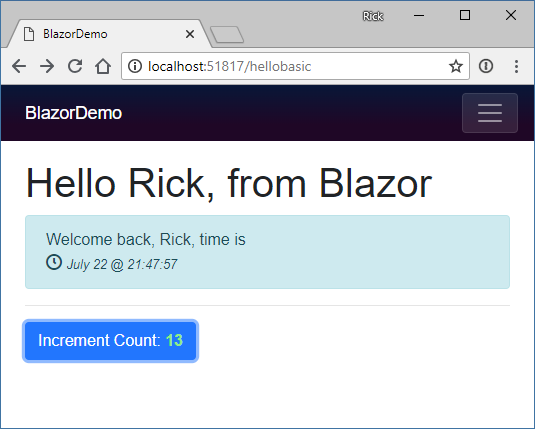 Rick
BlazorDemo
localhost:51817/hellobasic
BlazorDemo
Hello Rick, from Blazor
Welcome back, Rick, time is
July 22 @ 21:47:57
Increment Count: 13